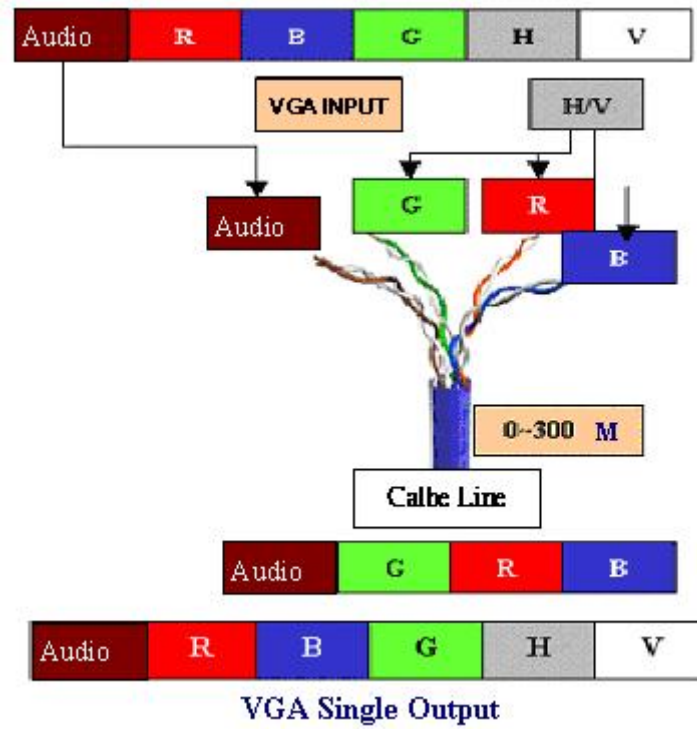 Audio R B G H V
VGA INPUT H/V
G R
Audio
B
0~300 M
Calbe Line
Audio G R B
Audio R B G H V
VGA Single Output